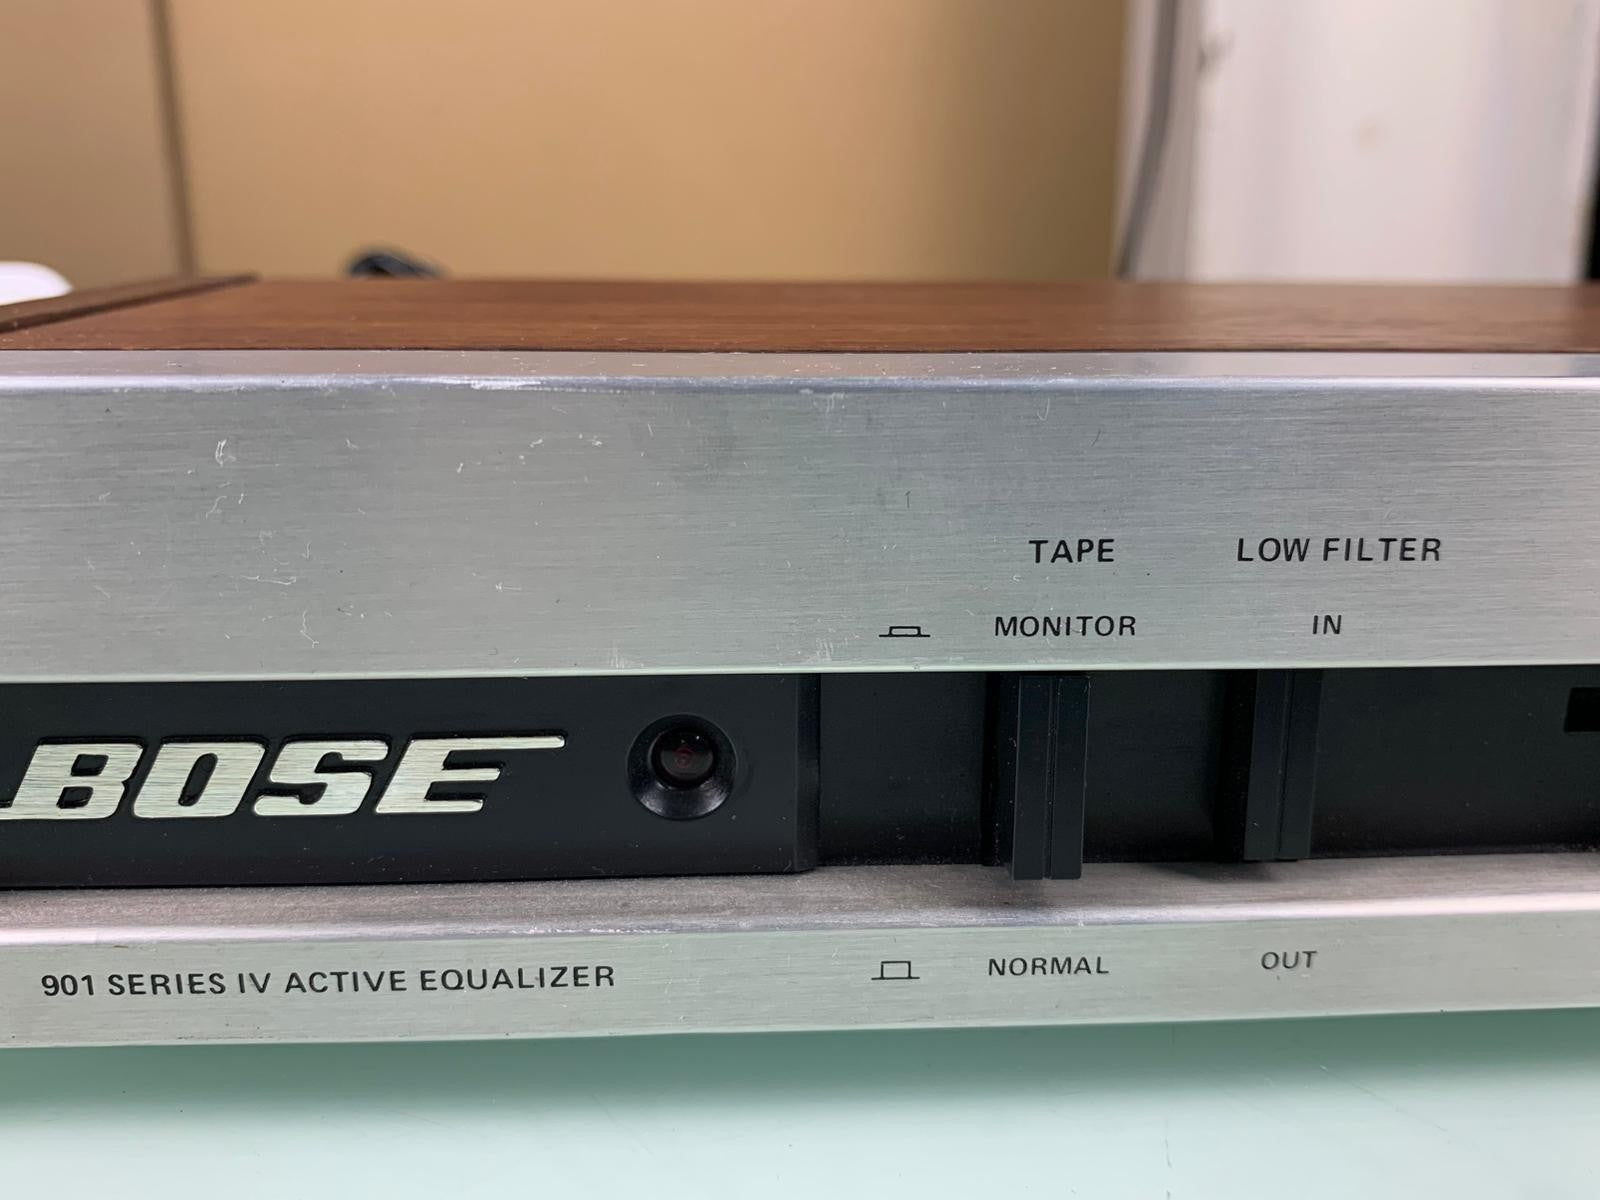 TAPE LOW FILTER
MONITOR IN
BOSE
901 SERIES IV ACTIVE EQUALIZER NORMAL OUT